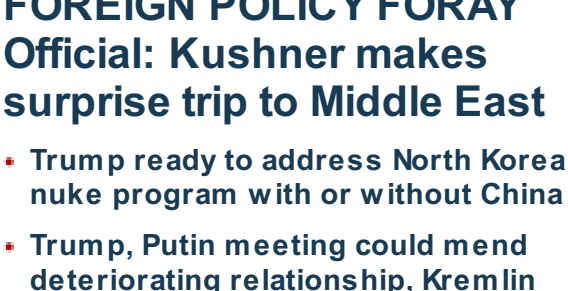 FOREIGN POLICY FORAY
Official: Kushner makes
surprise trip to Middle East
Trump ready to address North Korea
nuke program with or without China
Trump, Putin meeting could mend
deteriorating relationship, Kremlin